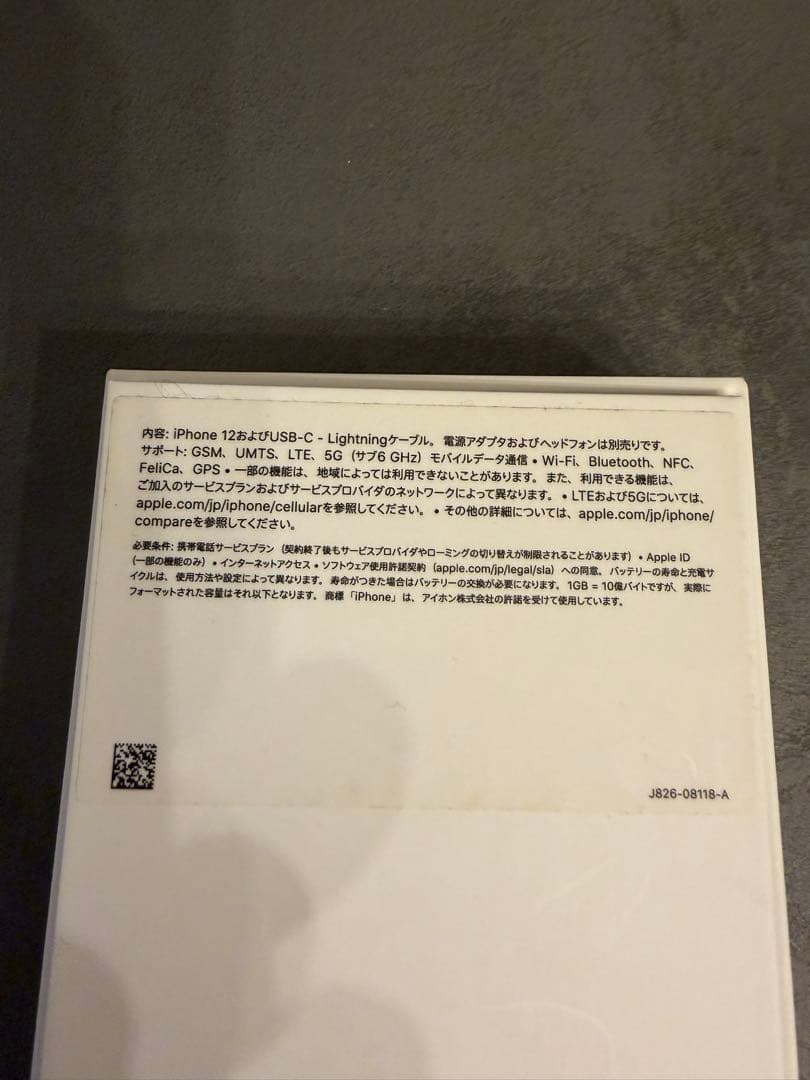 内容: iPhone 12およびUSB-C - Lightningケーブル。 電源アダプタおよびヘッドフォンは別売りです。
サポート: GSM、UMTS、LTE、5G（サブ6 GHz）モバイルデータ通信 • Wi-Fi、Bluetooth、NFC、
FeliCa、GPS • 一部の機能は、地域によっては利用できないことがあります。 また、利用できる機能は、
ご加入のサービスプランおよびサービスプロバイダのネットワークによって異なります。 • LTEおよび5Gについては、
apple.com/jp/iphone/cellularを参照してください。 • その他の詳細については、apple.com/jp/iphone/
compareを参照してください。
必要条件: 携帯電話サービスプラン（契約終了後もサービスプロバイダやローミングの切り替えが制限されることがあります）• Apple ID
（一部の機能のみ）• インターネットアクセス • ソフトウェア使用許諾契約（apple.com/jp/legal/sla）への同意。 バッテリーの寿命と充電サ
イクルは、使用方法や設定によって異なります。 寿命がつきた場合はバッテリーの交換が必要になります。 1GB = 10億バイトですが、実際に
フォーマットされた容量はそれ以下となります。 商標「iPhone」は、アイホン株式会社の許諾を受けて使用しています。
J826-08118-A